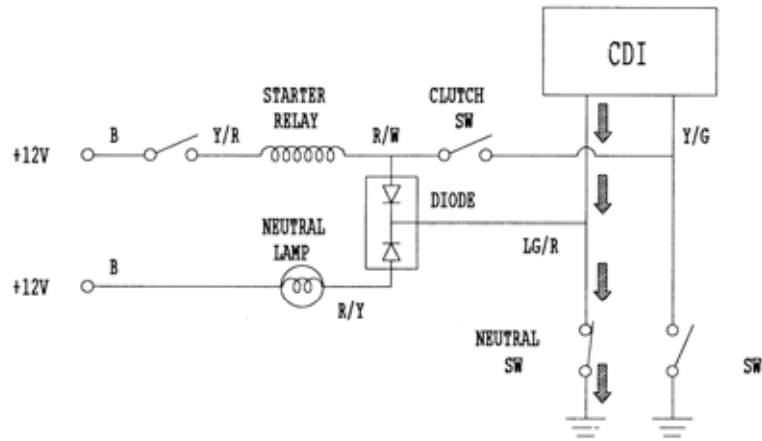 CDI
STARTER
RELAY
CLUTCH
SW
B
Y/R
R/W
Y/G
+12V
DIODE
NEUTRAL
LAMP
LG/R
B
+12V
R/Y
NEUTRAL
SW
SW